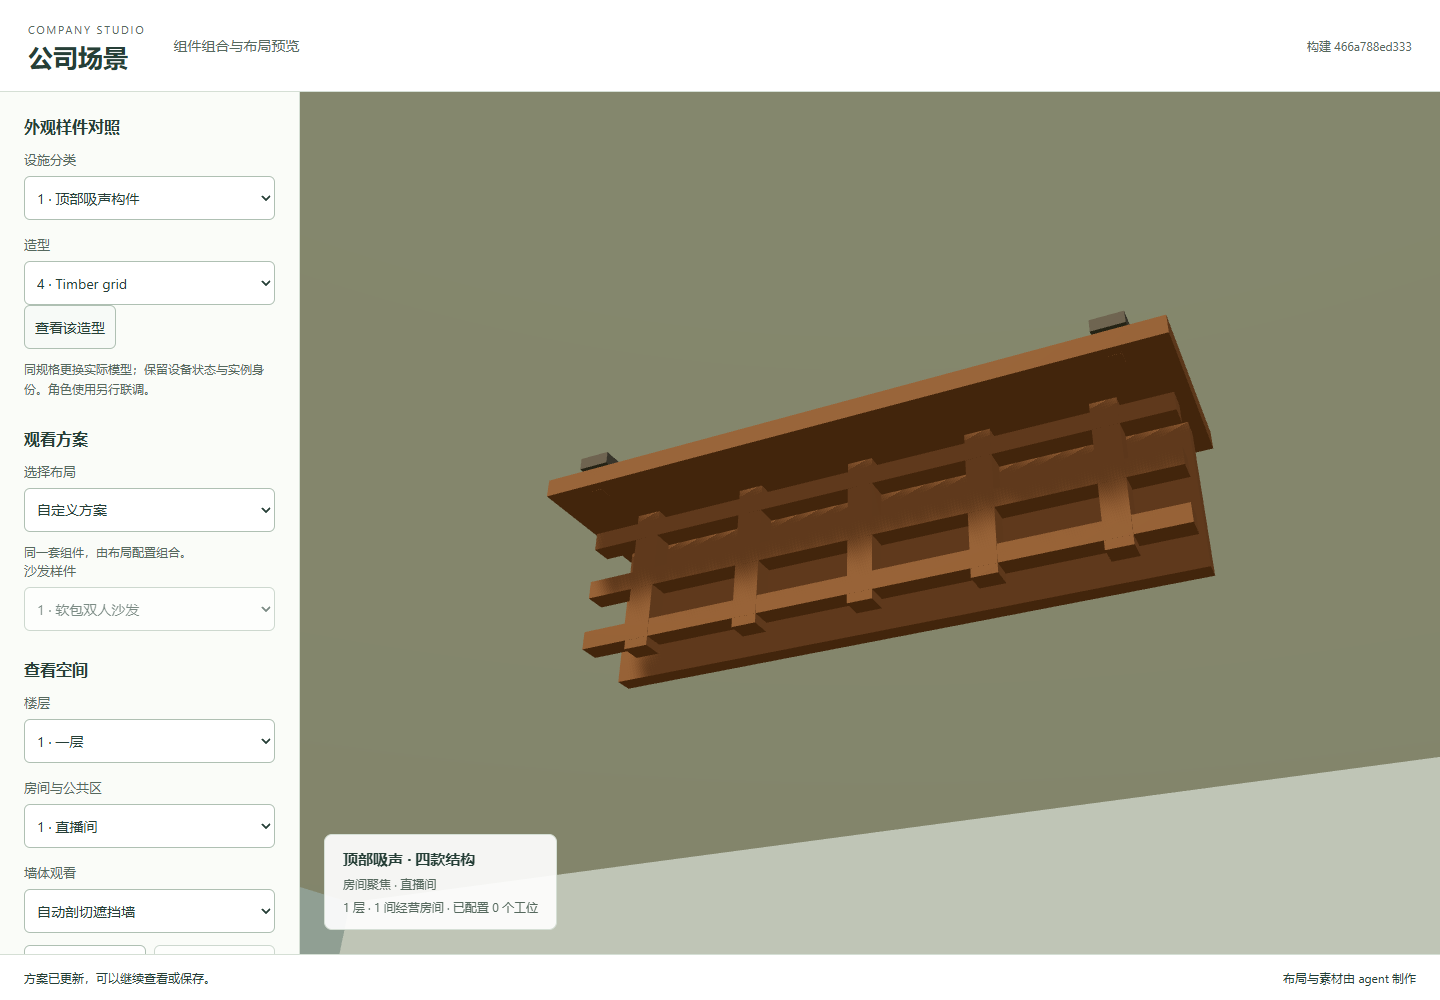 COMPANY STUDIO
公司场景
组件组合与布局预览
构建 466a788ed333
外观样件对照
设施分类
1 · 顶部吸声构件
造型
4 · Timber grid
查看该造型
同规格更换实际模型；保留设备状态与实例身
份。角色使用另行联调。
观看方案
选择布局
自定义方案
同一套组件，由布局配置组合。
沙发样件
1 · 软包双人沙发
查看空间
楼层
1 · 一层
房间与公共区
1 · 直播间
墙体观看
自动剖切遮挡墙
顶部吸声 · 四款结构
房间聚焦 · 直播间
1 层 · 1 间经营房间 · 已配置 0 个工位
方案已更新，可以继续查看或保存。
布局与素材由 agent 制作